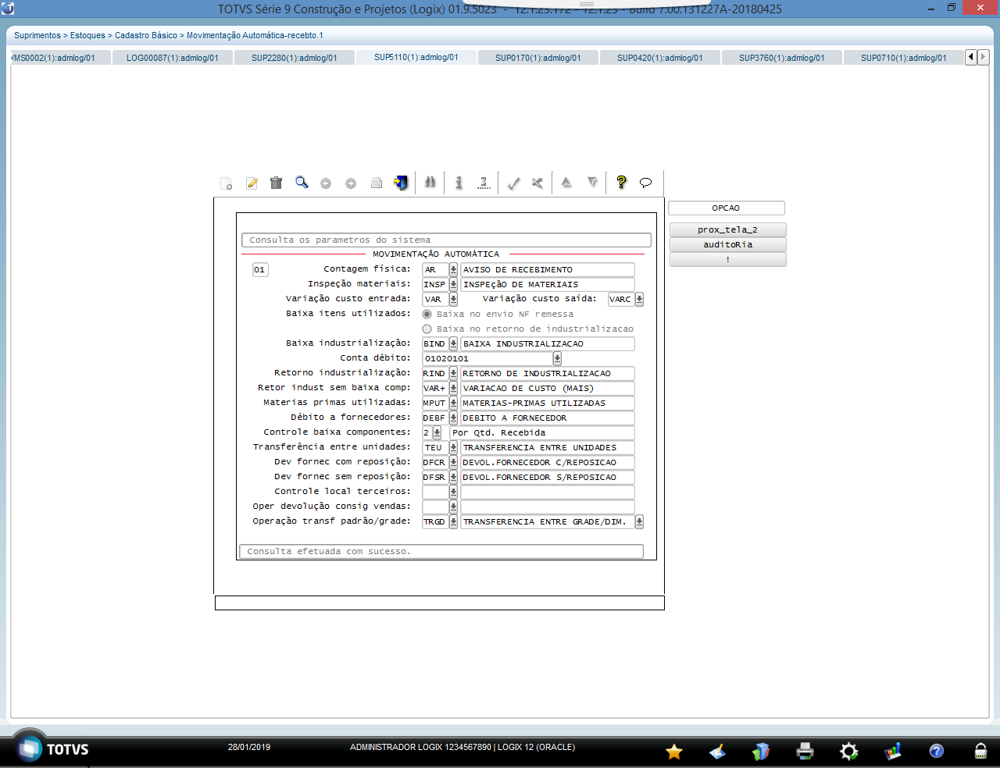 TOTVS Série 9 Construção e Projetos (Logix) 01.9.5023 - 12.1.23.172 - 12.1.23 - Build 7.00.131227A-20180425
Suprimentos > Estoques > Cadastro Básico > Movimentação Automática-recebto.1
VMS0002(1):admlog/01 LOG00087(1):admlog/01 SUP2280(1):admlog/01 SUP5110(1):admlog/01 SUP0170(1):admlog/01 SUP0420(1):admlog/01 SUP3760(1):admlog/01 SUP0710(1):admlog/01
OPCAO
prox_tela_2
auditoRia
!
Consulta os parametros do sistema
MOVIMENTAÇÃO AUTOMÁTICA
01 Contagem física: AR AVISO DE RECEBIMENTO
Inspeção materiais: INSP INSPEçãO DE MATERIAIS
Variação custo entrada: VAR Variação custo saída: VARC
Baixa itens utilizados: Baixa no envio NF remessa
Baixa no retorno de industrializacao
Baixa industrialização: BIND BAIXA INDUSTRIALIZACAO
Conta débito: 01020101
Retorno industrialização: RIND RETORNO DE INDUSTRIALIZACAO
Retor indust sem baixa comp: VAR+ VARIACAO DE CUSTO (MAIS)
Materias primas utilizadas: MPUT MATERIAS-PRIMAS UTILIZADAS
Débito a fornecedores: DEBF DEBITO A FORNECEDOR
Controle baixa componentes: 2 Por Qtd. Recebida
Transferência entre unidades: TEU TRANSFERENCIA ENTRE UNIDADES
Dev fornec com reposição: DFCR DEVOL.FORNECEDOR C/REPOSICAO
Dev fornec sem reposição: DFSR DEVOL.FORNECEDOR S/REPOSICAO
Controle local terceiros:
Oper devolução consig vendas:
Operação transf padrão/grade: TRGD TRANSFERENCIA ENTRE GRADE/DIM.
Consulta efetuada com sucesso.
TOTVS 28/01/2019 ADMINISTRADOR LOGIX 1234567890 | LOGIX 12 (ORACLE)